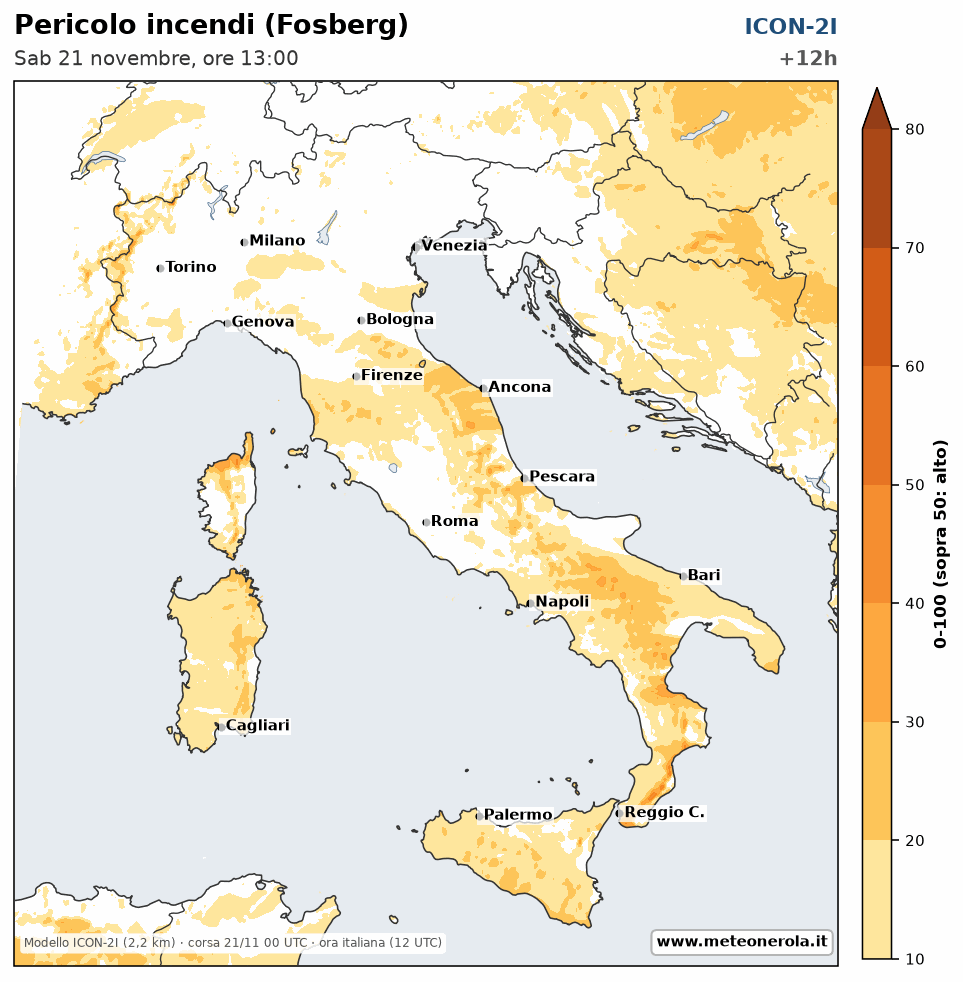 Pericolo incendi (Fosberg)
ICON-2I
Sab 21 novembre, ore 13:00
+12h
Milano
Venezia
Torino
Genova
Bologna
Firenze
Ancona
Pescara
Roma
Bari
Napoli
Cagliari
Palermo
Reggio C.
80
70
60
50
40
30
20
10
0-100 (sopra 50: alto)
Modello ICON-2I (2,2 km) · corsa 21/11 00 UTC · ora italiana (12 UTC)
www.meteonerola.it